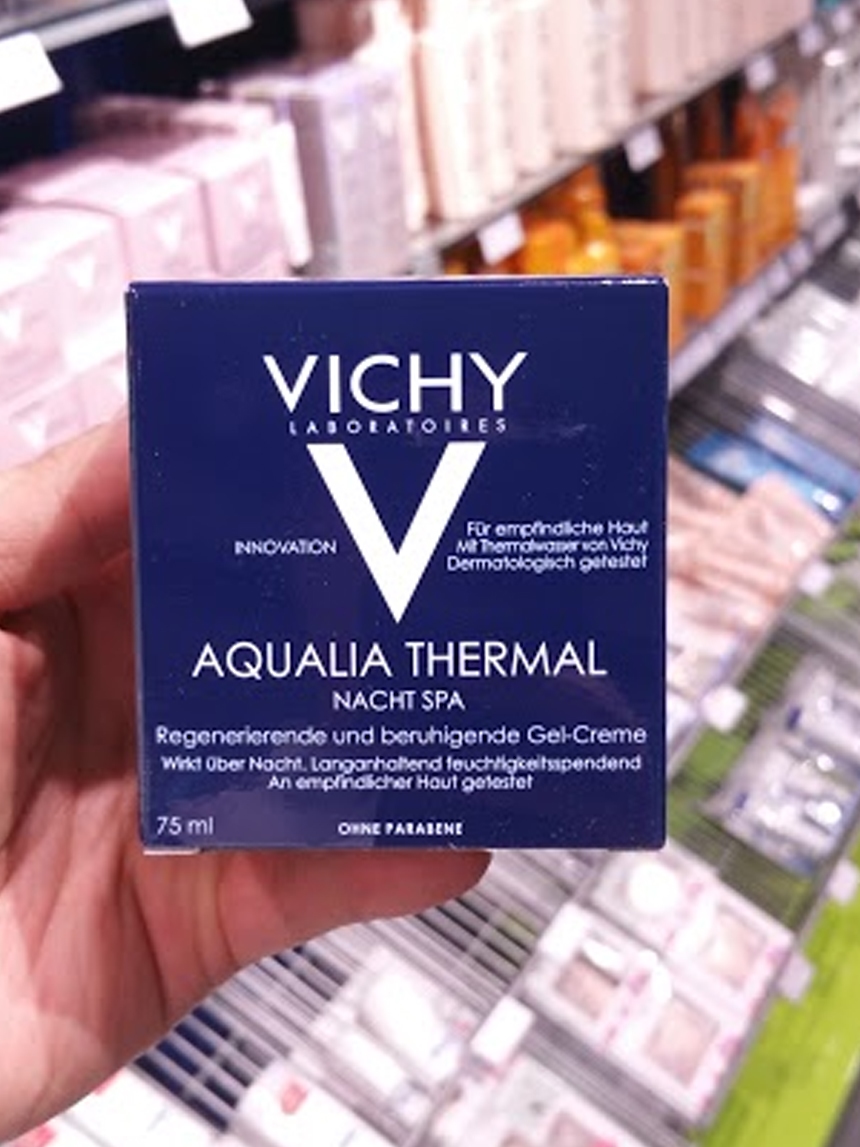 VICHY
LABORATOIRES
INNOVATION
Für empfindliche Haut
Mit Thermalwasser von Vichy
Dermatologisch getestet
AQUALIA THERMAL
NACHT SPA
Regenerierende und beruhigende Gel-Creme
Wirkt über Nacht. Langanhaltend feuchtigkeitsspendend
An empfindlicher Haut getestet
75 ml
OHNE PARABENE